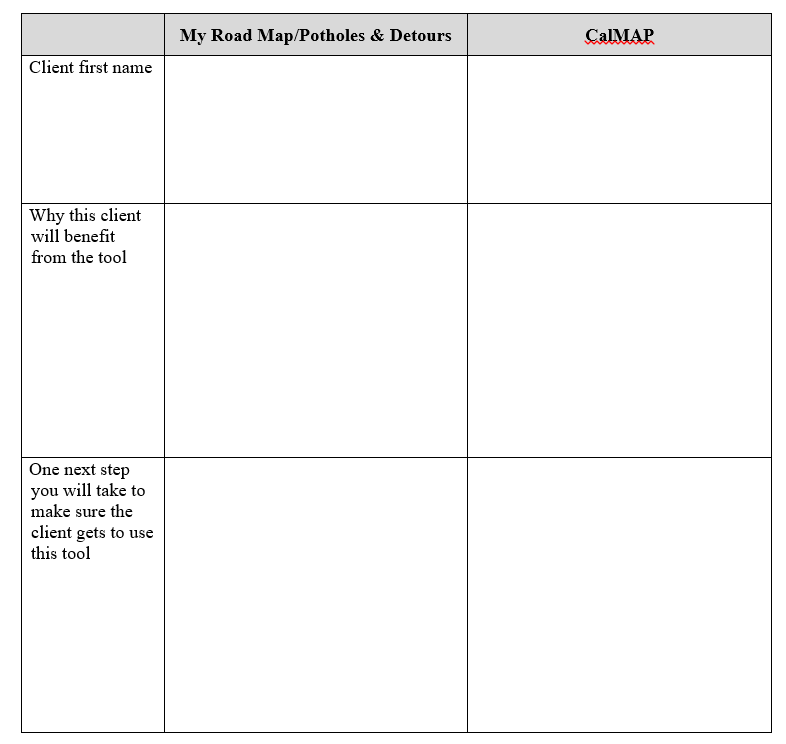 My Road Map/Potholes & Detours
CalMAP
Client first name
Why this client
will benefit
from the tool
One next step
you will take to
make sure the
client gets to use
this tool